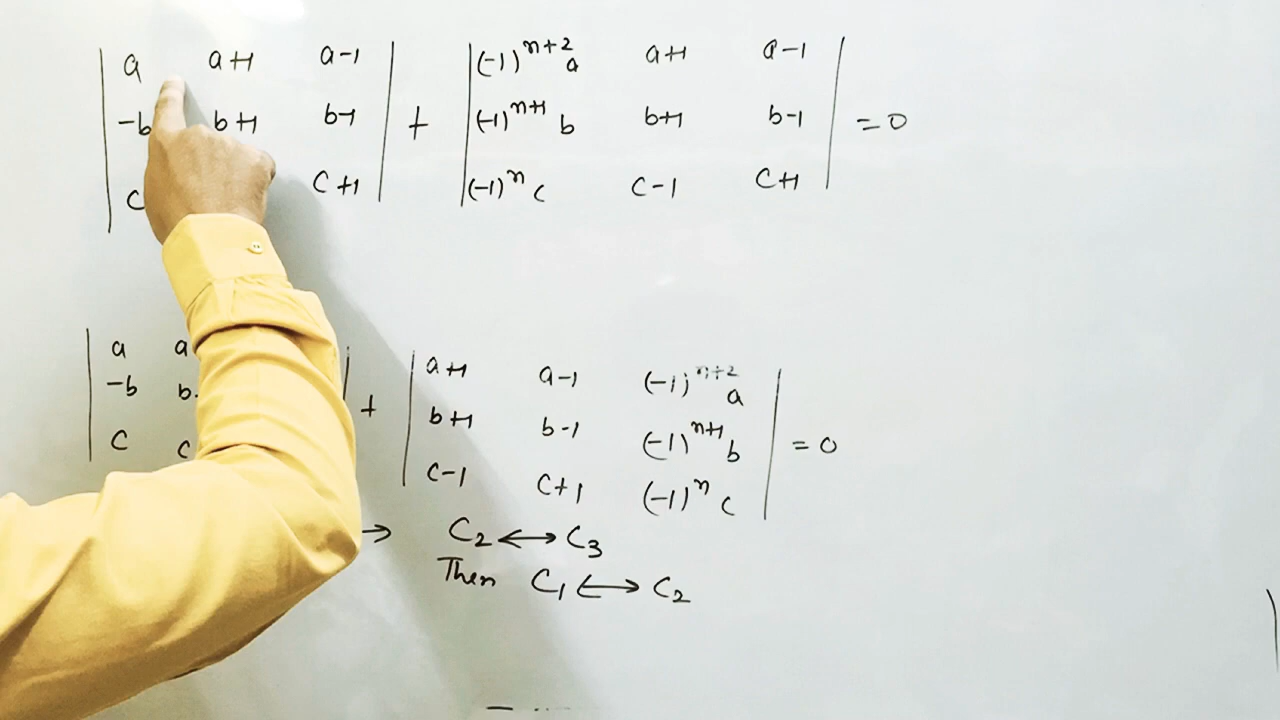 | a a+1 a-1 | + | (-1)^{n+2} a a+1 a-1 |
| -b b+1 b-1 | + | (-1)^{n+1} b b+1 b-1 | = 0
| c c+1 | | (-1)^n c c-1 c+1 |
| a a | + | a+1 a-1 (-1)^{n+2} a |
| -b b | + | b+1 b-1 (-1)^{n+1} b | = 0
| c c | | c-1 c+1 (-1)^n c |
→ C₂ ↔ C₃
Then C₁ ↔ C₂